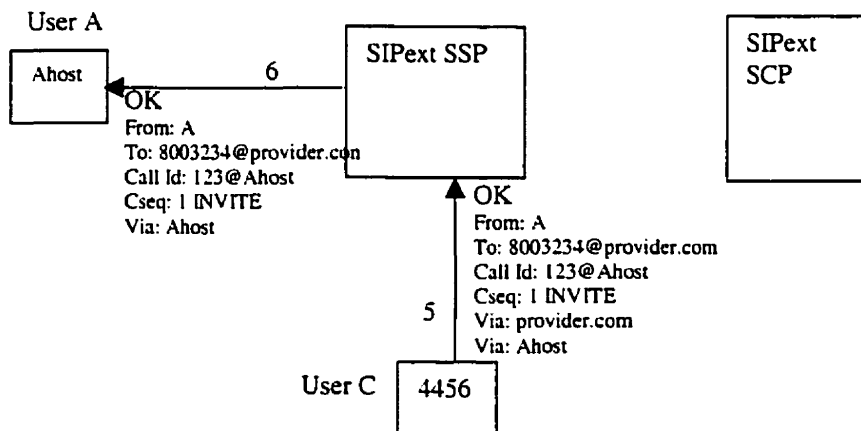 User A
Ahost
6
SIPext SSP
SIPext
SCP
OK
From: A
To: 8003234@provider.con
Call Id: 123@Ahost
Cseq: 1 INVITE
Via: Ahost
OK
From: A
To: 8003234@provider.com
Call Id: 123@Ahost
Cseq: 1 INVITE
Via: provider.com
Via: Ahost
5
User C
4456